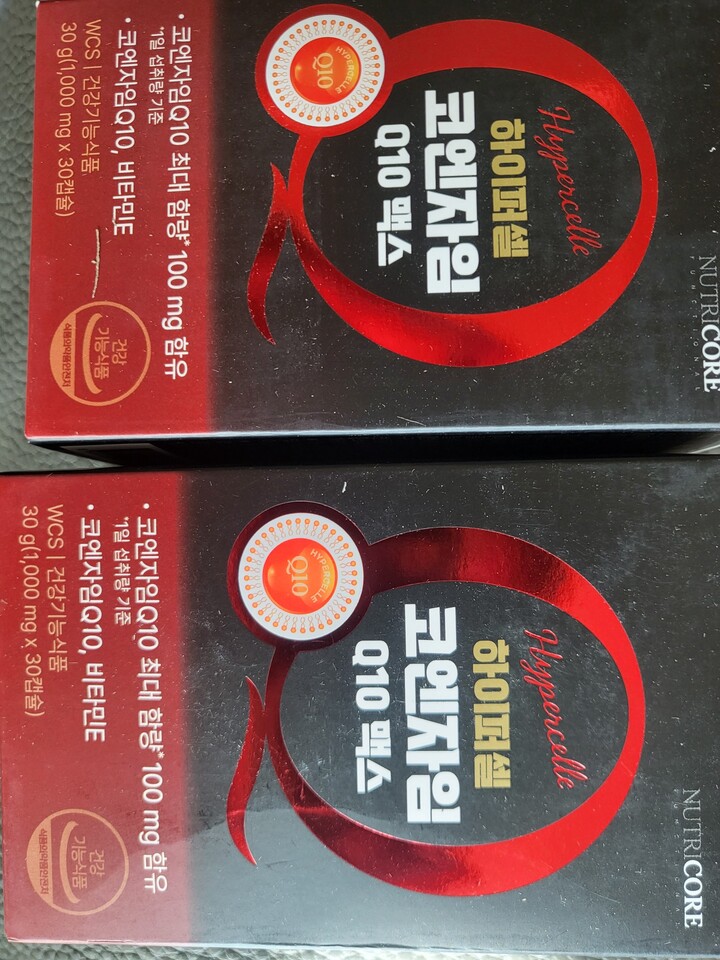 NUTRICORE
FUNCTIONAL
Hypercelle
하이퍼셀
코엔자임
Q10 맥스
HYPERCELLE
Q10
• 코엔자임Q10 최대 함량* 100 mg 함유
*1일 섭취량 기준
• 코엔자임Q10, 비타민E
WCS | 건강기능식품
30 g(1,000 mg x 30캡슐)
건강
기능식품
식품의약품안전처
NUTRICORE
Hypercelle
하이퍼셀
코엔자임
Q10 맥스
HYPERCELLE
Q10
• 코엔자임Q10 최대 함량* 100 mg 함유
*1일 섭취량 기준
• 코엔자임Q10, 비타민E
WCS | 건강기능식품
30 g(1,000 mg x 30캡슐)
건강
기능식품
식품의약품안전처